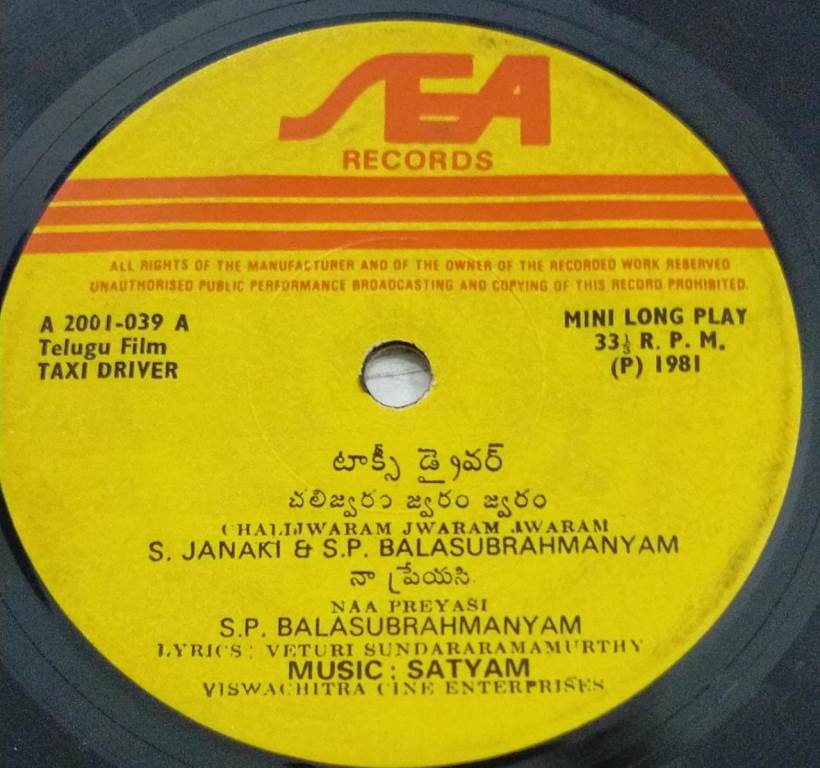 SEA
RECORDS
ALL RIGHTS OF THE MANUFACTURER AND OF THE OWNER OF THE RECORDED WORK RESERVED
UNAUTHORISED PUBLIC PERFORMANCE BROADCASTING AND COPYING OF THIS RECORD PROHIBITED.
A 2001-039 A
Telugu Film
TAXI DRIVER
MINI LONG PLAY
33⅓ R. P. M.
(P) 1981
టాక్సీ డ్రైవర్
చలిజ్వరం జ్వరం జ్వరం
CHALIJWARAM JWARAM JWARAM
S. JANAKI & S.P. BALASUBRAHMANYAM
నా ప్రేయసి.
NAA PREYASI
S.P. BALASUBRAHMANYAM
LYRICS: VETURI SUNDARARAMAMURTHY
MUSIC : SATYAM
VISWACHITRA CINE ENTERPRISES